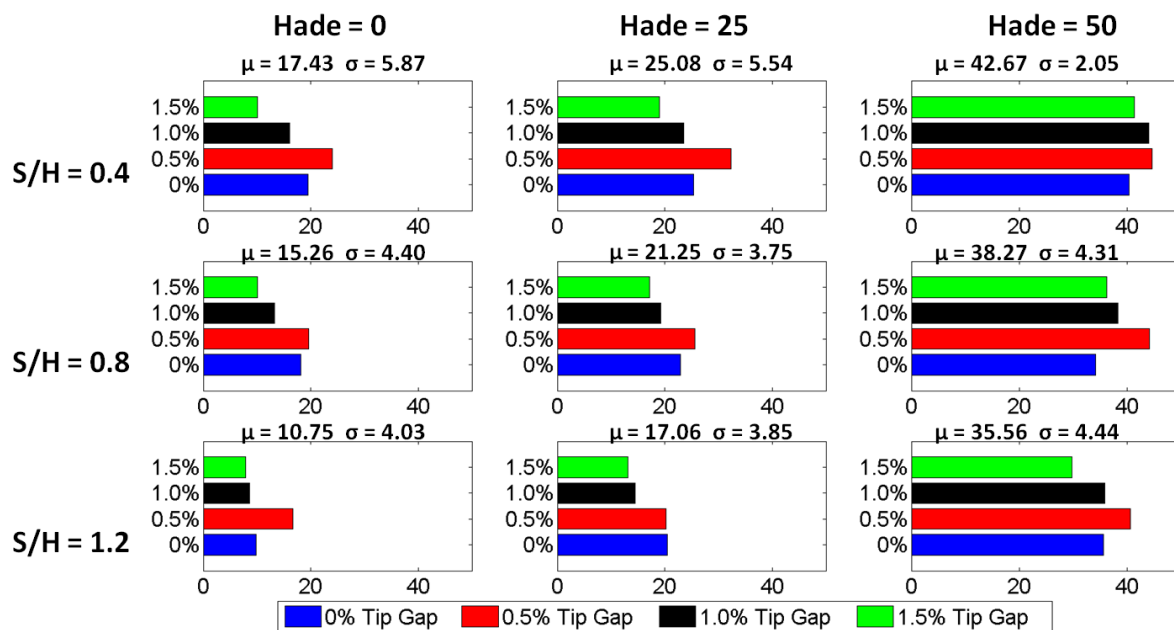 Hade = 0 Hade = 25 Hade = 50
μ = 17.43 σ = 5.87 μ = 25.08 σ = 5.54 μ = 42.67 σ = 2.05
S/H = 0.4
1.5% 1.5% 1.5%
1.0% 1.0% 1.0%
0.5% 0.5% 0.5%
0% 0% 0%
0 20 40 0 20 40 0 20 40
μ = 15.26 σ = 4.40 μ = 21.25 σ = 3.75 μ = 38.27 σ = 4.31
S/H = 0.8
1.5% 1.5% 1.5%
1.0% 1.0% 1.0%
0.5% 0.5% 0.5%
0% 0% 0%
0 20 40 0 20 40 0 20 40
μ = 10.75 σ = 4.03 μ = 17.06 σ = 3.85 μ = 35.56 σ = 4.44
S/H = 1.2
1.5% 1.5% 1.5%
1.0% 1.0% 1.0%
0.5% 0.5% 0.5%
0% 0% 0%
0 20 40 0 20 40 0 20 40
0% Tip Gap 0.5% Tip Gap 1.0% Tip Gap 1.5% Tip Gap